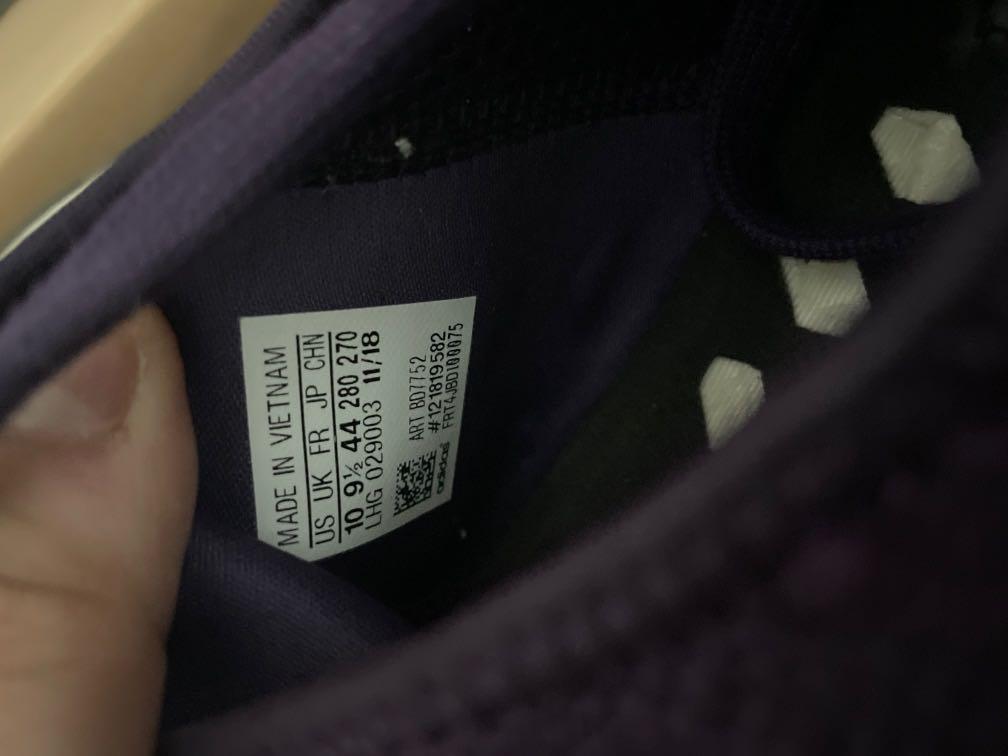 MADE IN VIETNAM
US UK FR JP CHN
10 9½ 44 280 270
LHG 029003 11/18
ART BD7752
#121819582
FRT4JBD100075
adidas